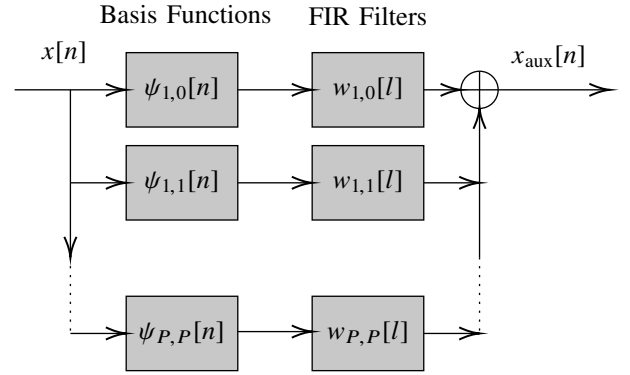 Basis Functions FIR Filters
x[n] x_aux[n]
ψ_{1,0}[n] w_{1,0}[l]
ψ_{1,1}[n] w_{1,1}[l]
ψ_{P,P}[n] w_{P,P}[l]